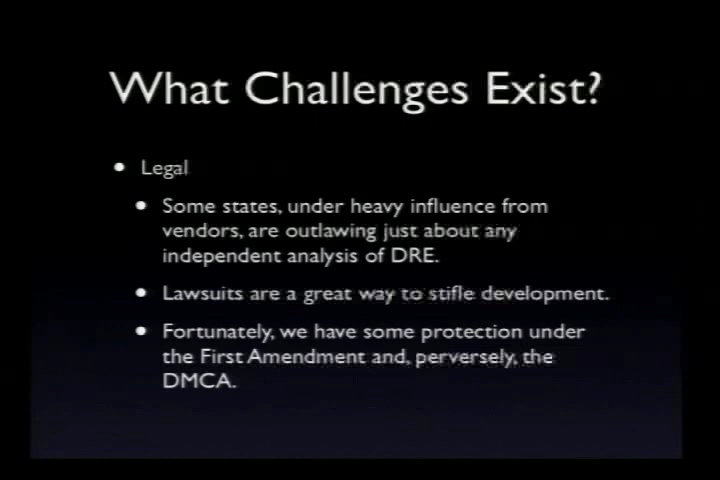 What Challenges Exist?
• Legal
• Some states, under heavy influence from
vendors, are outlawing just about any
independent analysis of DRE.
• Lawsuits are a great way to stifle development.
• Fortunately, we have some protection under
the First Amendment and, perversely, the
DMCA.